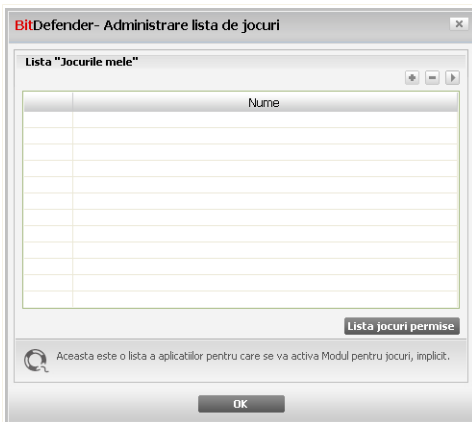 BitDefender- Administrare lista de jocuri
Lista "Jocurile mele"
Nume
Lista jocuri permise
Aceasta este o lista a aplicatiilor pentru care se va activa Modul pentru jocuri, implicit.
OK